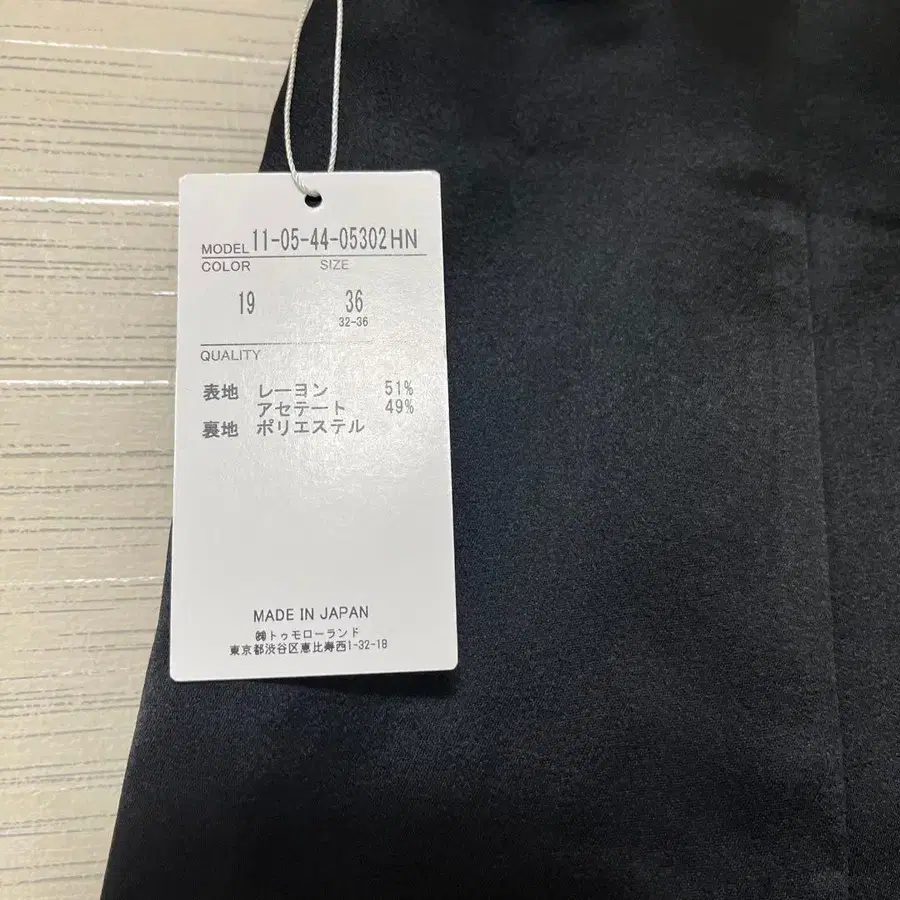 MODEL 11-05-44-05302HN
COLOR SIZE
19 36
32-36
QUALITY
表地 レーヨン 51%
アセテート 49%
裏地 ポリエステル
MADE IN JAPAN
㈱トゥモローランド
東京都渋谷区恵比寿西1-32-18